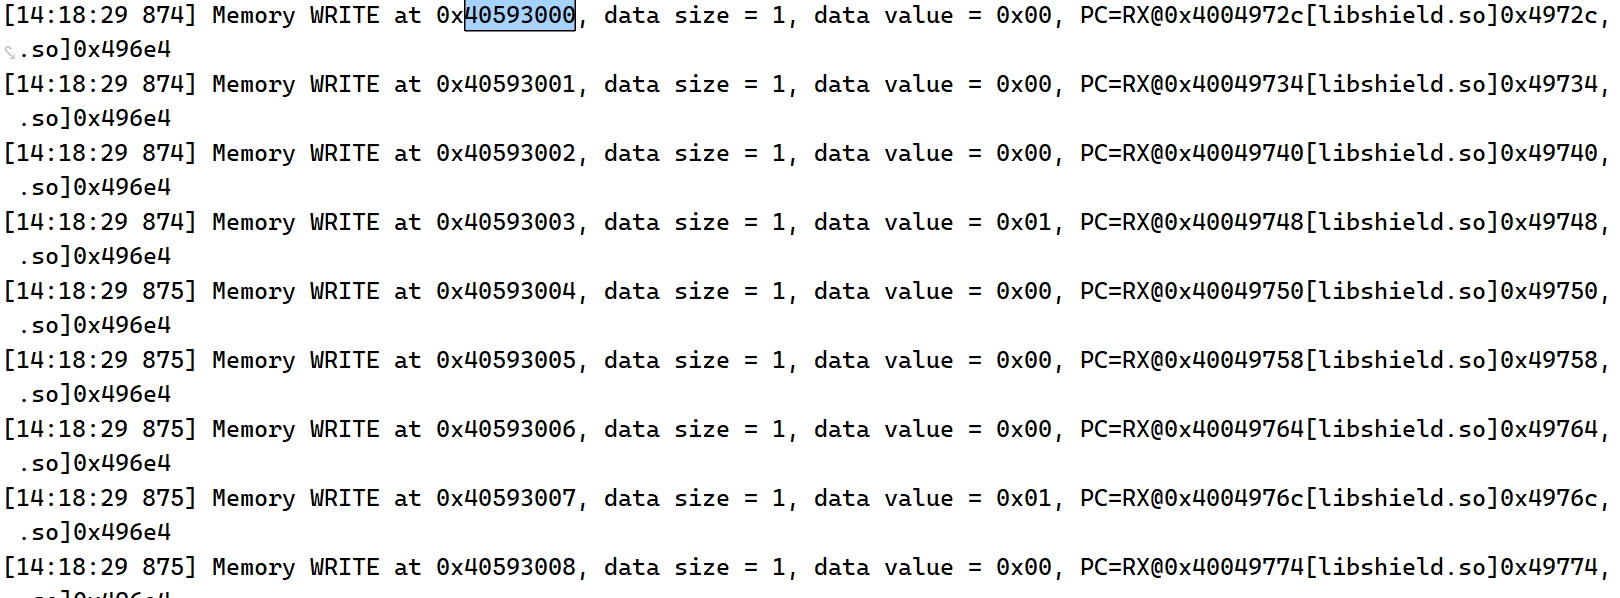 [14:18:29 874] Memory WRITE at 0x40593000, data size = 1, data value = 0x00, PC=RX@0x4004972c[libshield.so]0x4972c,
.so]0x496e4
[14:18:29 874] Memory WRITE at 0x40593001, data size = 1, data value = 0x00, PC=RX@0x40049734[libshield.so]0x49734,
.so]0x496e4
[14:18:29 874] Memory WRITE at 0x40593002, data size = 1, data value = 0x00, PC=RX@0x40049740[libshield.so]0x49740,
.so]0x496e4
[14:18:29 874] Memory WRITE at 0x40593003, data size = 1, data value = 0x01, PC=RX@0x40049748[libshield.so]0x49748,
.so]0x496e4
[14:18:29 875] Memory WRITE at 0x40593004, data size = 1, data value = 0x00, PC=RX@0x40049750[libshield.so]0x49750,
.so]0x496e4
[14:18:29 875] Memory WRITE at 0x40593005, data size = 1, data value = 0x00, PC=RX@0x40049758[libshield.so]0x49758,
.so]0x496e4
[14:18:29 875] Memory WRITE at 0x40593006, data size = 1, data value = 0x00, PC=RX@0x40049764[libshield.so]0x49764,
.so]0x496e4
[14:18:29 875] Memory WRITE at 0x40593007, data size = 1, data value = 0x01, PC=RX@0x4004976c[libshield.so]0x4976c,
.so]0x496e4
[14:18:29 875] Memory WRITE at 0x40593008, data size = 1, data value = 0x00, PC=RX@0x40049774[libshield.so]0x49774,
.so]0x496e4